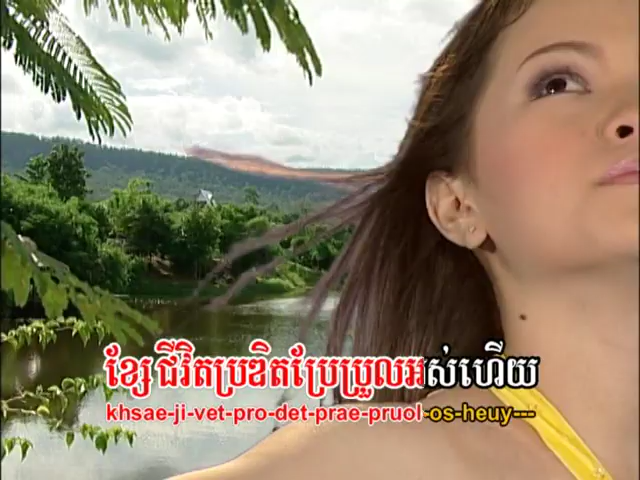 ខ្សែ ជីវិតប្រឌិតប្រែប្រួលអស់ហើយ
khsae-ji-vet-pro-det-prae-pruol-os-heuy---